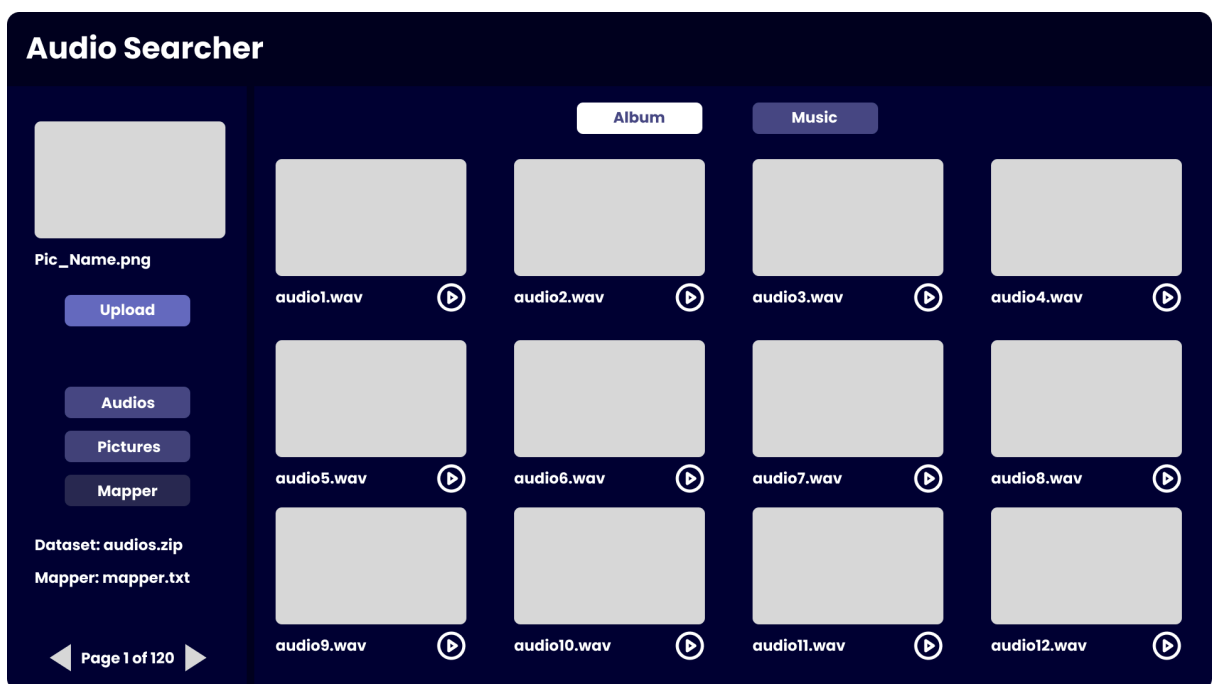 Audio Searcher
Album
Music
Pic_Name.png
Upload
Audios
Pictures
Mapper
Dataset: audios.zip
Mapper: mapper.txt
Page 1 of 120
audio1.wav
audio2.wav
audio3.wav
audio4.wav
audio5.wav
audio6.wav
audio7.wav
audio8.wav
audio9.wav
audio10.wav
audio11.wav
audio12.wav